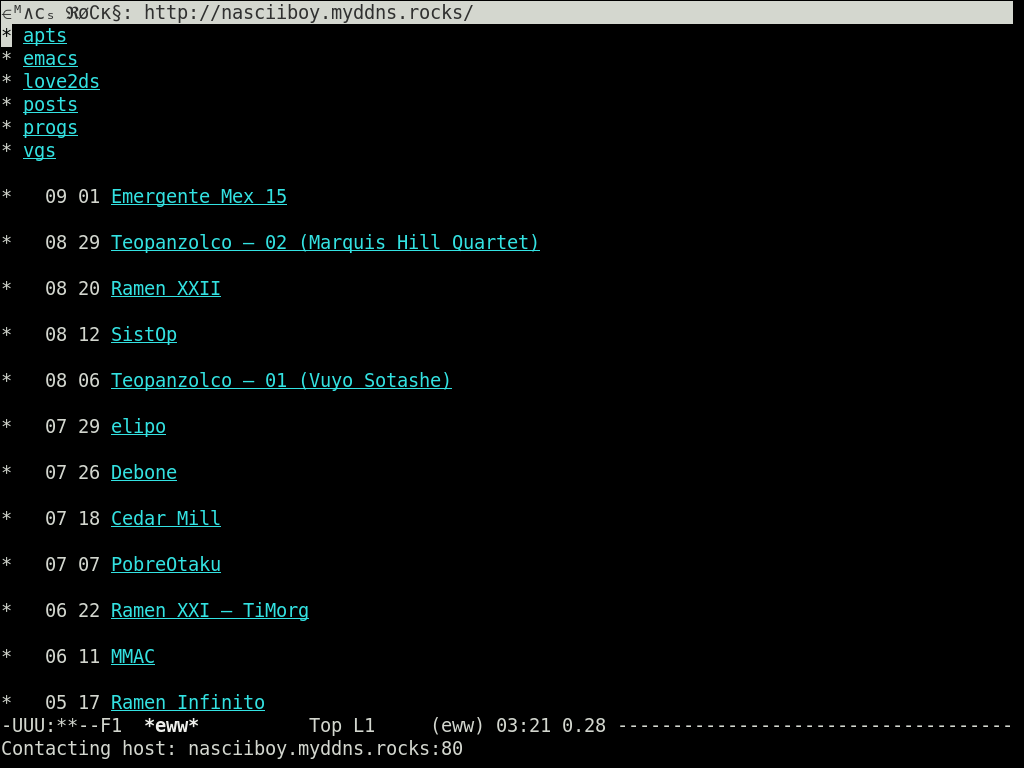 ∈ᴹ∧cₛ ℜøCĸ§: http://nasciiboy.myddns.rocks/
* apts
* emacs
* love2ds
* posts
* progs
* vgs
* 09 01 Emergente Mex 15
* 08 29 Teopanzolco — 02 (Marquis Hill Quartet)
* 08 20 Ramen XXII
* 08 12 SistOp
* 08 06 Teopanzolco — 01 (Vuyo Sotashe)
* 07 29 elipo
* 07 26 Debone
* 07 18 Cedar Mill
* 07 07 PobreOtaku
* 06 22 Ramen XXI — TiMorg
* 06 11 MMAC
* 05 17 Ramen Infinito
-UUU:**--F1 *eww* Top L1 (eww) 03:21 0.28 ------------------------------------
Contacting host: nasciiboy.myddns.rocks:80